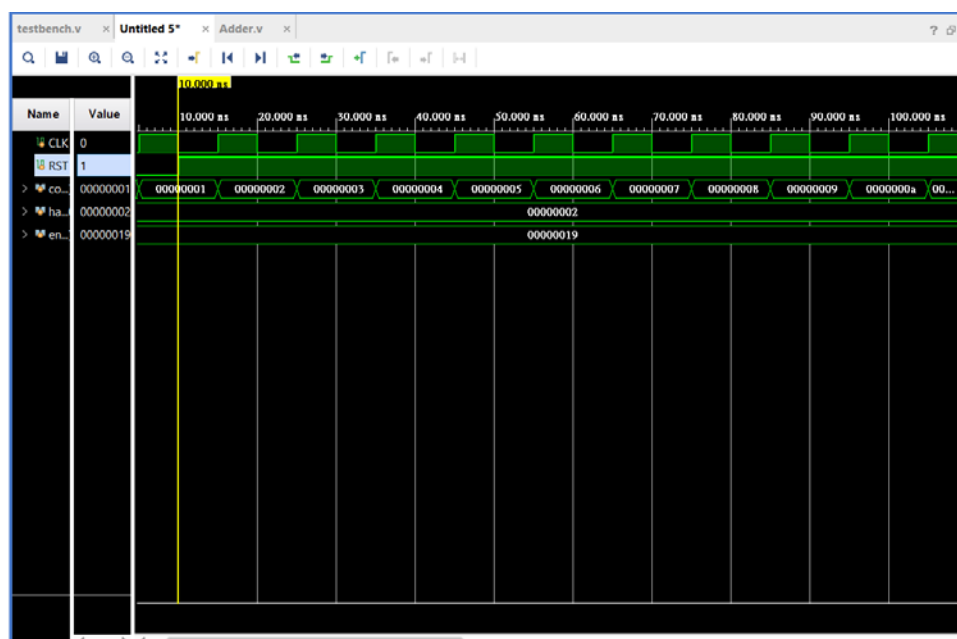 testbench.v × Untitled 5* × Adder.v ×
?
10.000 ns
Name Value
10.000 ns 20.000 ns 30.000 ns 40.000 ns 50.000 ns 60.000 ns 70.000 ns 80.000 ns 90.000 ns 100.000 ns
CLK 0
RST 1
co... 00000001 00000001 00000002 00000003 00000004 00000005 00000006 00000007 00000008 00000009 0000000a 00...
ha... 00000002 00000002
en... 00000019 00000019